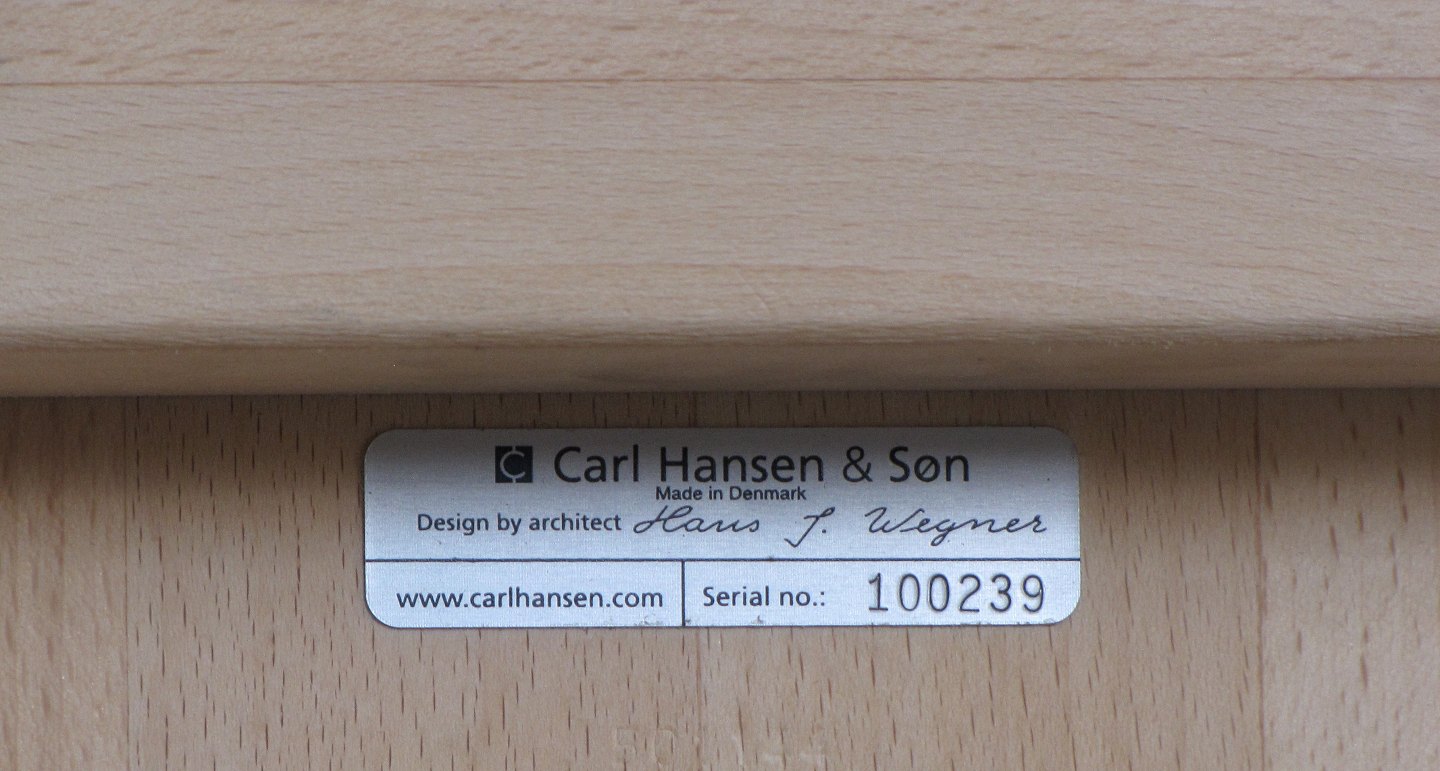 Carl Hansen & Søn
Made in Denmark
Design by architect Hans J. Wegner
www.carlhansen.com
Serial no.: 100239